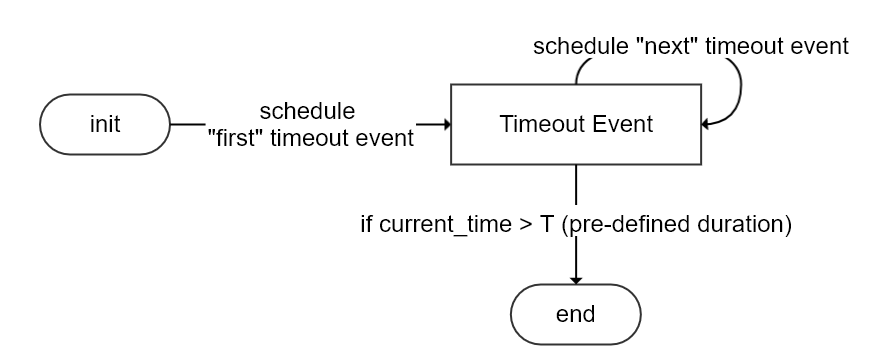 schedule "next" timeout event
init
schedule
"first" timeout event
Timeout Event
if current_time > T (pre-defined duration)
end